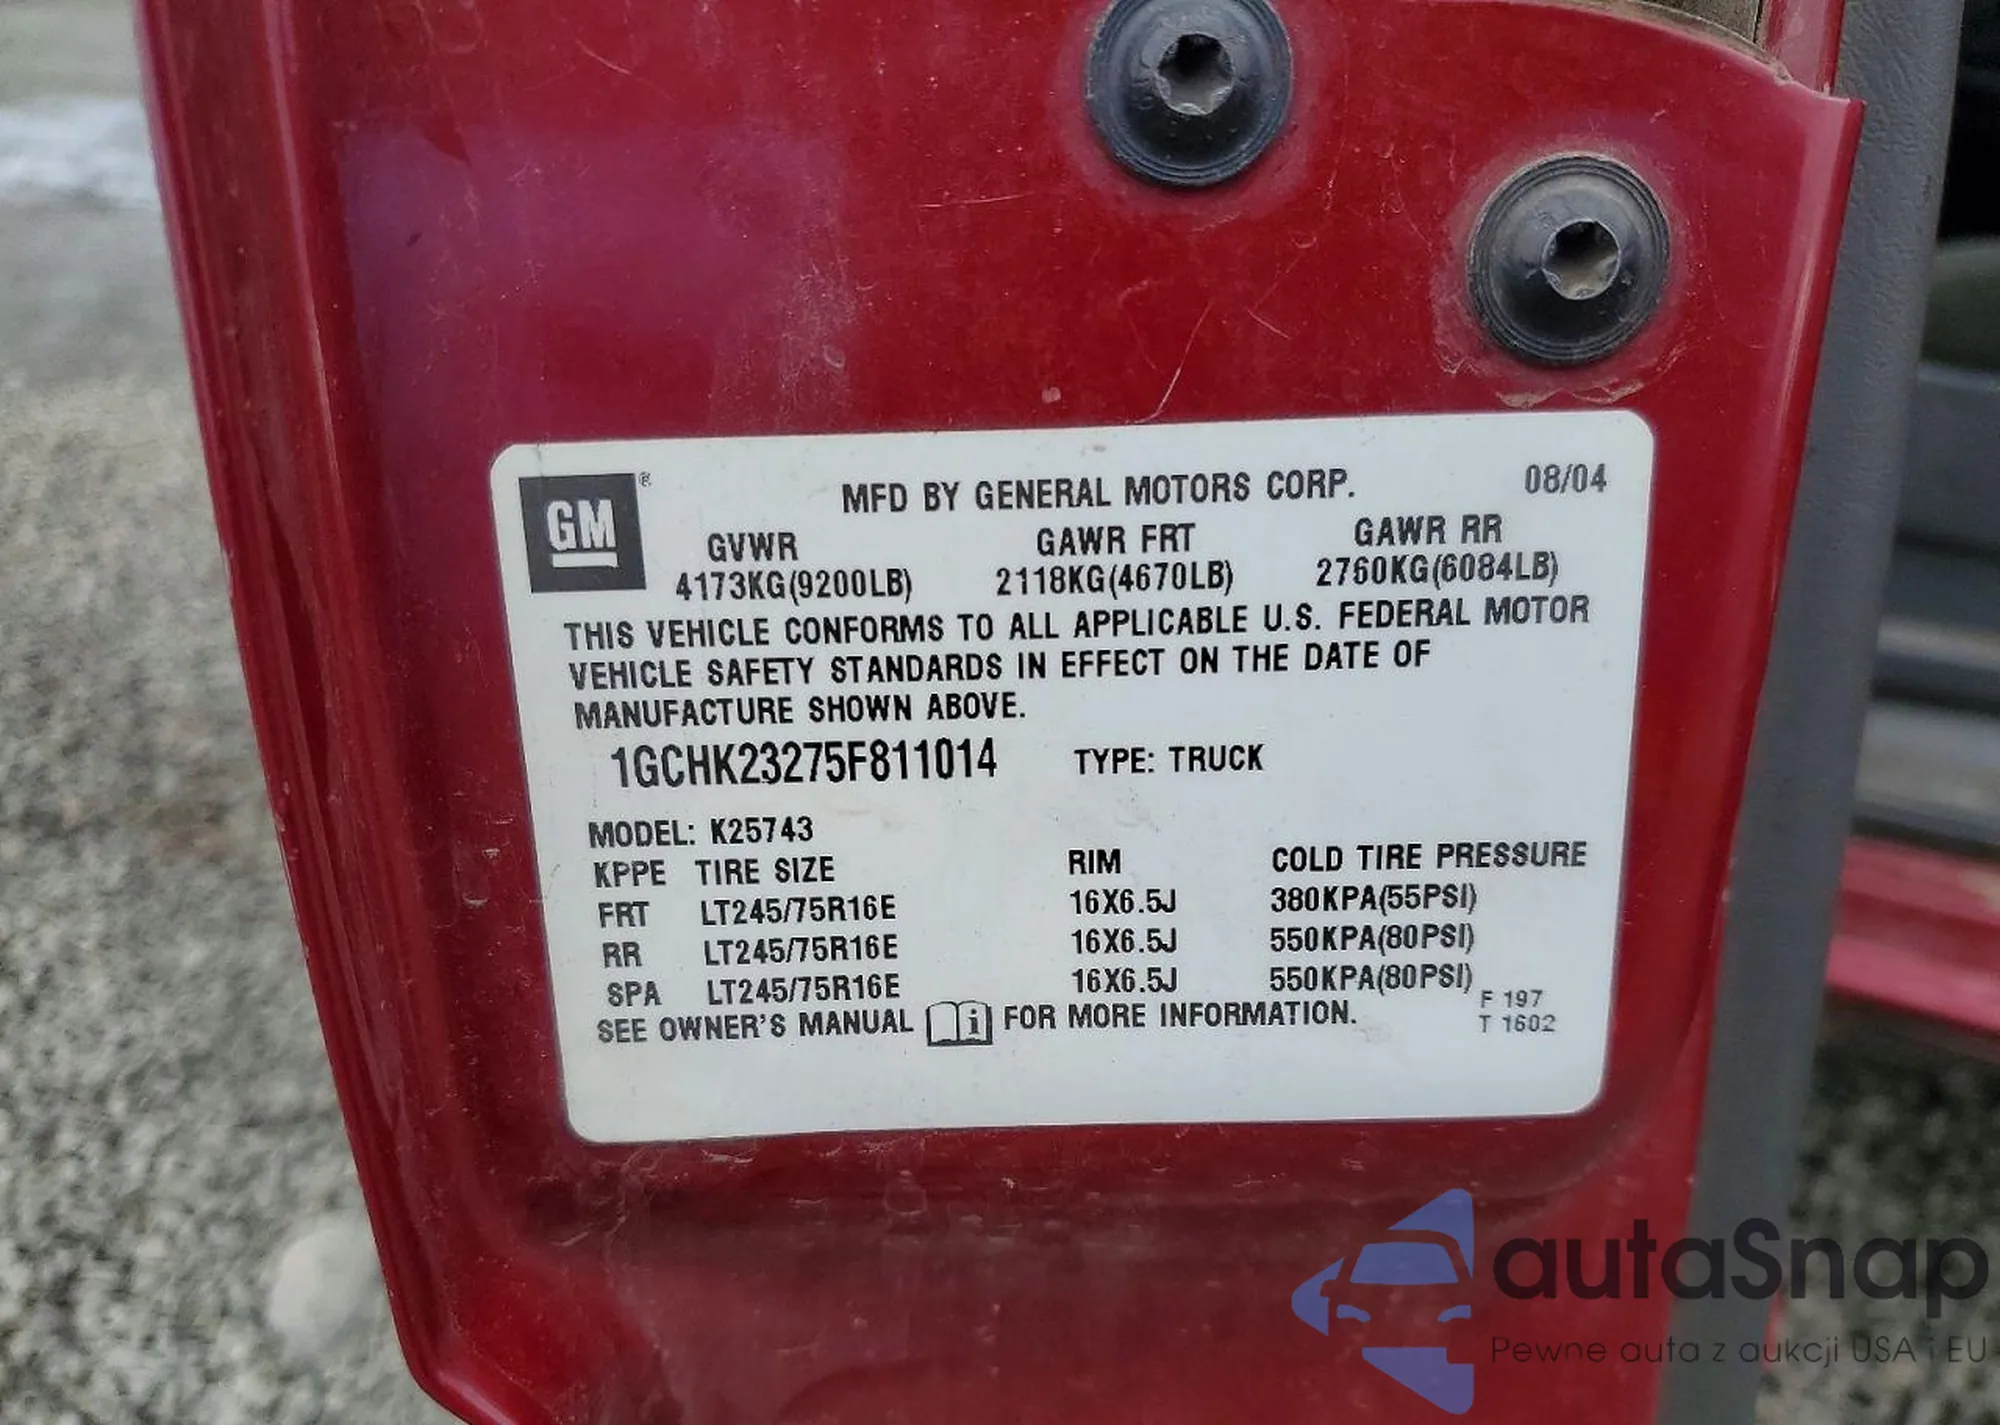 GM®
MFD BY GENERAL MOTORS CORP. 08/04
GVWR GAWR FRT GAWR RR
4173KG(9200LB) 2118KG(4670LB) 2760KG(6084LB)
THIS VEHICLE CONFORMS TO ALL APPLICABLE U.S. FEDERAL MOTOR
VEHICLE SAFETY STANDARDS IN EFFECT ON THE DATE OF
MANUFACTURE SHOWN ABOVE.
1GCHK23275F811014 TYPE: TRUCK
MODEL: K25743
KPPE TIRE SIZE RIM COLD TIRE PRESSURE
FRT LT245/75R16E 16X6.5J 380KPA(55PSI)
RR LT245/75R16E 16X6.5J 550KPA(80PSI)
SPA LT245/75R16E 16X6.5J 550KPA(80PSI)
SEE OWNER'S MANUAL i FOR MORE INFORMATION.
F 197
T 1602
autaSnap
Pewne auta z aukcji USA i EU